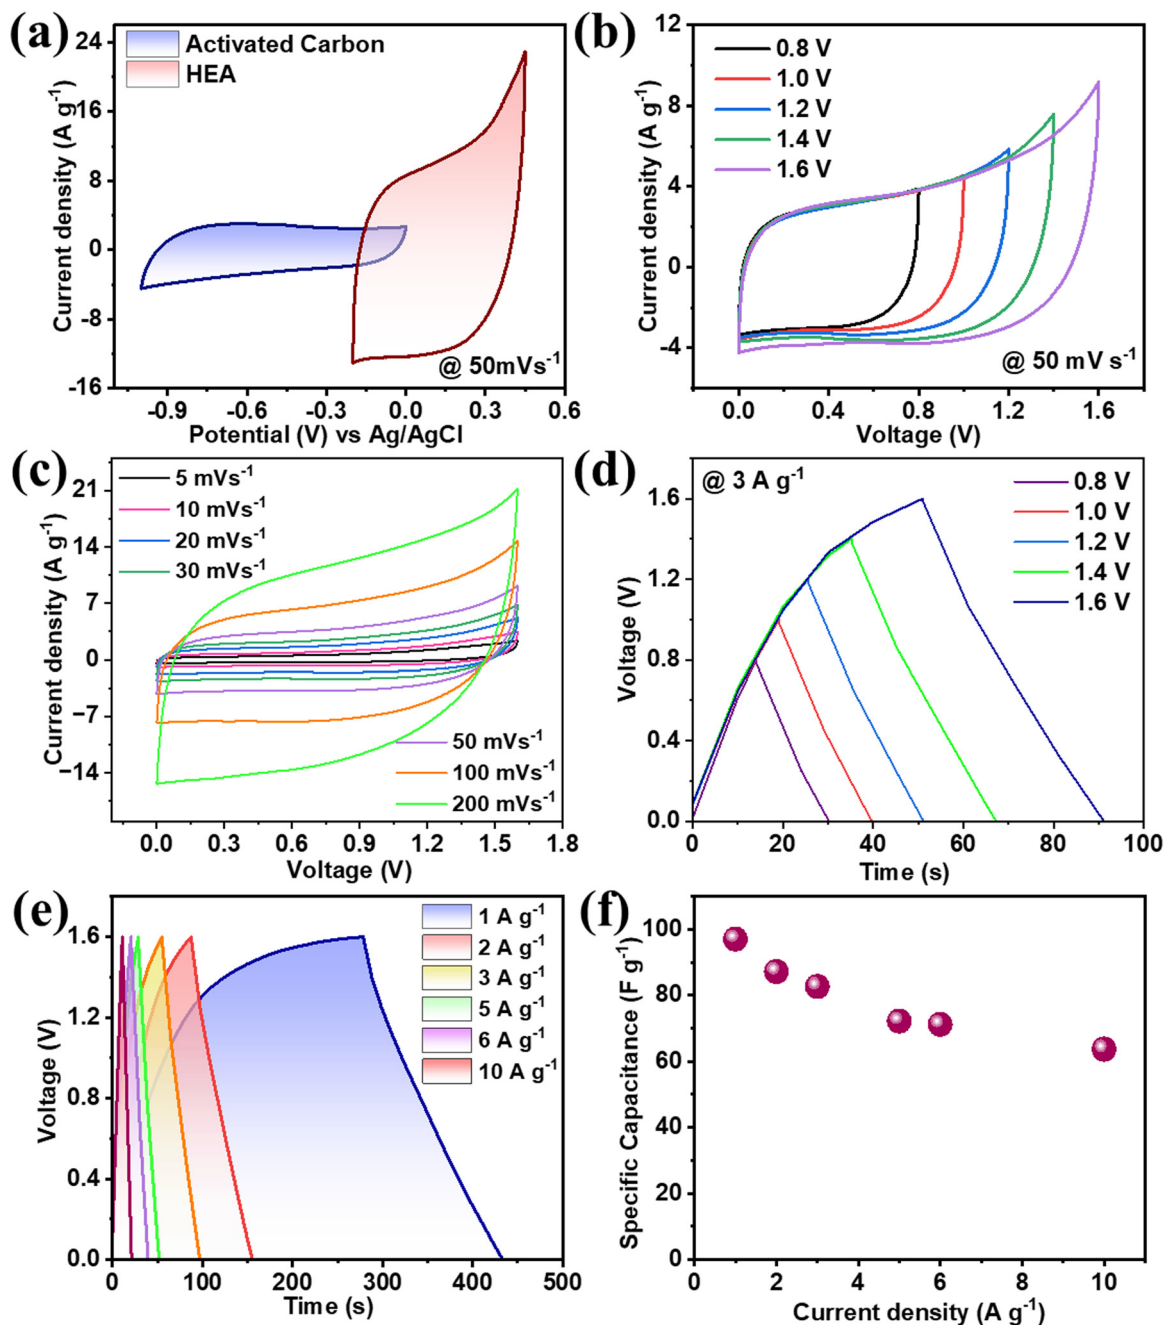 (a)
Activated Carbon
HEA
24
16
8
0
-8
-16
Current density (A g⁻¹)
@ 50mVs⁻¹
-0.9 -0.6 -0.3 0.0 0.3 0.6
Potential (V) vs Ag/AgCl
(b)
0.8 V
1.0 V
1.2 V
1.4 V
1.6 V
12
8
4
0
-4
Current density (A g⁻¹)
@ 50 mV s⁻¹
0.0 0.4 0.8 1.2 1.6
Voltage (V)
(c)
5 mVs⁻¹
10 mVs⁻¹
20 mVs⁻¹
30 mVs⁻¹
21
14
7
0
-7
-14
Current density (A g⁻¹)
50 mVs⁻¹
100 mVs⁻¹
200 mVs⁻¹
0.0 0.3 0.6 0.9 1.2 1.5 1.8
Voltage (V)
(d)
@ 3 A g⁻¹
0.8 V
1.0 V
1.2 V
1.4 V
1.6 V
1.6
1.2
0.8
0.4
0.0
Voltage (V)
0 20 40 60 80 100
Time (s)
(e)
1 A g⁻¹
2 A g⁻¹
3 A g⁻¹
5 A g⁻¹
6 A g⁻¹
10 A g⁻¹
1.6
1.2
0.8
0.4
0.0
Voltage (V)
0 100 200 300 400 500
Time (s)
(f)
100
80
60
40
20
0
Specific Capacitance (F g⁻¹)
0 2 4 6 8 10
Current density (A g⁻¹)